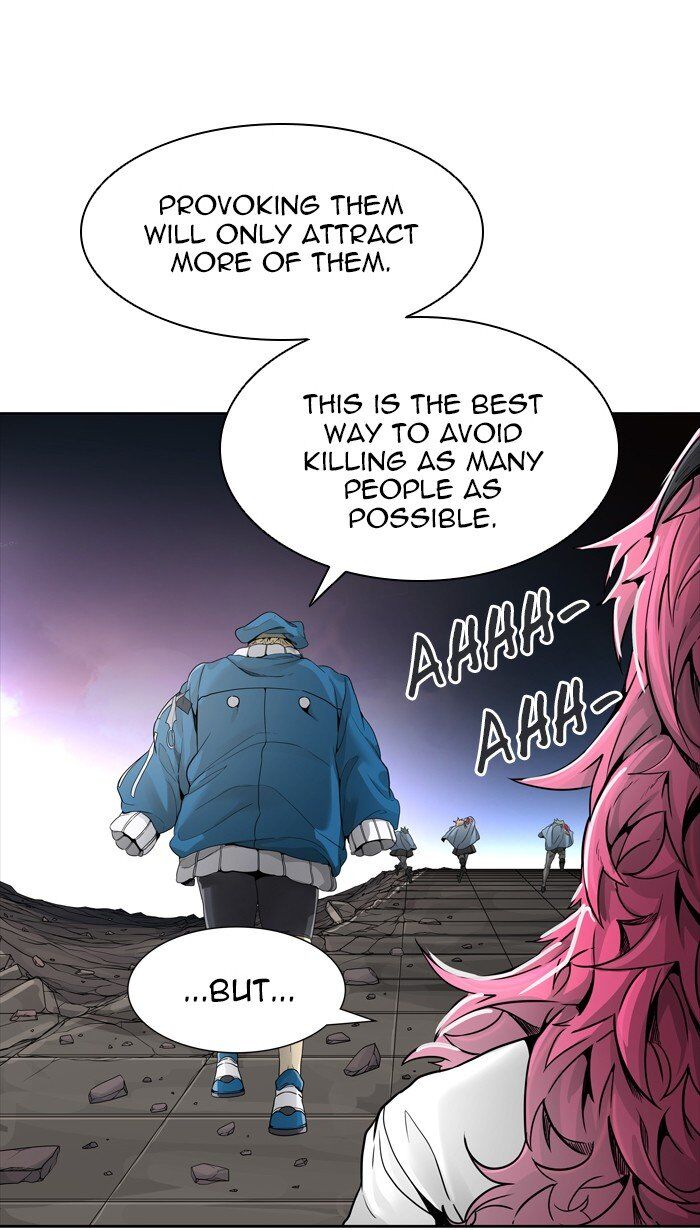 PROVOKING THEM
WILL ONLY ATTRACT
MORE OF THEM.
THIS IS THE BEST
WAY TO AVOID
KILLING AS MANY
PEOPLE AS
POSSIBLE.
AHHH-
AHH-
...BUT...